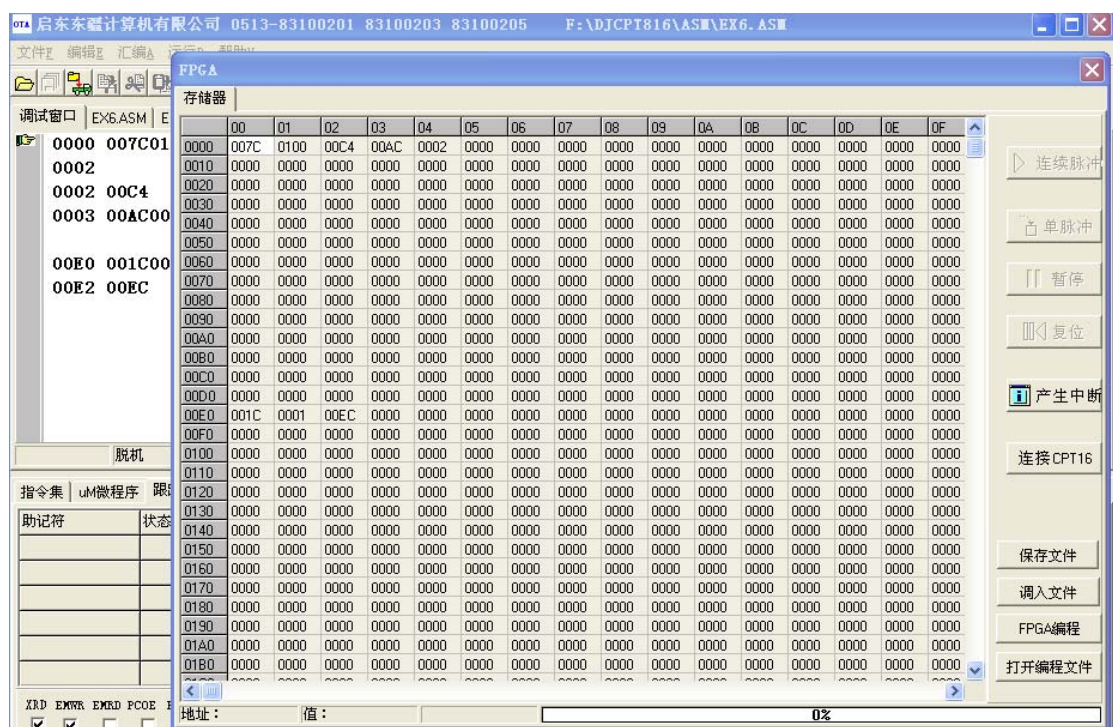 OTA 启东东疆计算机有限公司 0513-83100201 83100203 83100205 F:\DJCPT816\ASM\EX6.ASM
文件F 编辑E 汇编A
FPGA
存储器
调试窗口 EX6.ASM E
0000 007C01
0002
0002 00C4
0003 00AC00
00E0 001C00
00E2 00EC
脱机
指令集 uM微程序
助记符 状态
XRD EMWR EMRD PCOE
00 01 02 03 04 05 06 07 08 09 0A 0B 0C 0D 0E 0F
0000 007C 0100 00C4 00AC 0002 0000 0000 0000 0000 0000 0000 0000 0000 0000 0000 0000
0010 0000 0000 0000 0000 0000 0000 0000 0000 0000 0000 0000 0000 0000 0000 0000 0000
0020 0000 0000 0000 0000 0000 0000 0000 0000 0000 0000 0000 0000 0000 0000 0000 0000
0030 0000 0000 0000 0000 0000 0000 0000 0000 0000 0000 0000 0000 0000 0000 0000 0000
0040 0000 0000 0000 0000 0000 0000 0000 0000 0000 0000 0000 0000 0000 0000 0000 0000
0050 0000 0000 0000 0000 0000 0000 0000 0000 0000 0000 0000 0000 0000 0000 0000 0000
0060 0000 0000 0000 0000 0000 0000 0000 0000 0000 0000 0000 0000 0000 0000 0000 0000
0070 0000 0000 0000 0000 0000 0000 0000 0000 0000 0000 0000 0000 0000 0000 0000 0000
0080 0000 0000 0000 0000 0000 0000 0000 0000 0000 0000 0000 0000 0000 0000 0000 0000
0090 0000 0000 0000 0000 0000 0000 0000 0000 0000 0000 0000 0000 0000 0000 0000 0000
00A0 0000 0000 0000 0000 0000 0000 0000 0000 0000 0000 0000 0000 0000 0000 0000 0000
00B0 0000 0000 0000 0000 0000 0000 0000 0000 0000 0000 0000 0000 0000 0000 0000 0000
00C0 0000 0000 0000 0000 0000 0000 0000 0000 0000 0000 0000 0000 0000 0000 0000 0000
00D0 0000 0000 0000 0000 0000 0000 0000 0000 0000 0000 0000 0000 0000 0000 0000 0000
00E0 001C 0001 00EC 0000 0000 0000 0000 0000 0000 0000 0000 0000 0000 0000 0000 0000
00F0 0000 0000 0000 0000 0000 0000 0000 0000 0000 0000 0000 0000 0000 0000 0000 0000
0100 0000 0000 0000 0000 0000 0000 0000 0000 0000 0000 0000 0000 0000 0000 0000 0000
0110 0000 0000 0000 0000 0000 0000 0000 0000 0000 0000 0000 0000 0000 0000 0000 0000
0120 0000 0000 0000 0000 0000 0000 0000 0000 0000 0000 0000 0000 0000 0000 0000 0000
0130 0000 0000 0000 0000 0000 0000 0000 0000 0000 0000 0000 0000 0000 0000 0000 0000
0140 0000 0000 0000 0000 0000 0000 0000 0000 0000 0000 0000 0000 0000 0000 0000 0000
0150 0000 0000 0000 0000 0000 0000 0000 0000 0000 0000 0000 0000 0000 0000 0000 0000
0160 0000 0000 0000 0000 0000 0000 0000 0000 0000 0000 0000 0000 0000 0000 0000 0000
0170 0000 0000 0000 0000 0000 0000 0000 0000 0000 0000 0000 0000 0000 0000 0000 0000
0180 0000 0000 0000 0000 0000 0000 0000 0000 0000 0000 0000 0000 0000 0000 0000 0000
0190 0000 0000 0000 0000 0000 0000 0000 0000 0000 0000 0000 0000 0000 0000 0000 0000
01A0 0000 0000 0000 0000 0000 0000 0000 0000 0000 0000 0000 0000 0000 0000 0000 0000
01B0 0000 0000 0000 0000 0000 0000 0000 0000 0000 0000 0000 0000 0000 0000 0000 0000
连续脉冲
单脉冲
暂停
复位
产生中断
连接CPT16
保存文件
调入文件
FPGA编程
打开编程文件
地址： 值： 0%